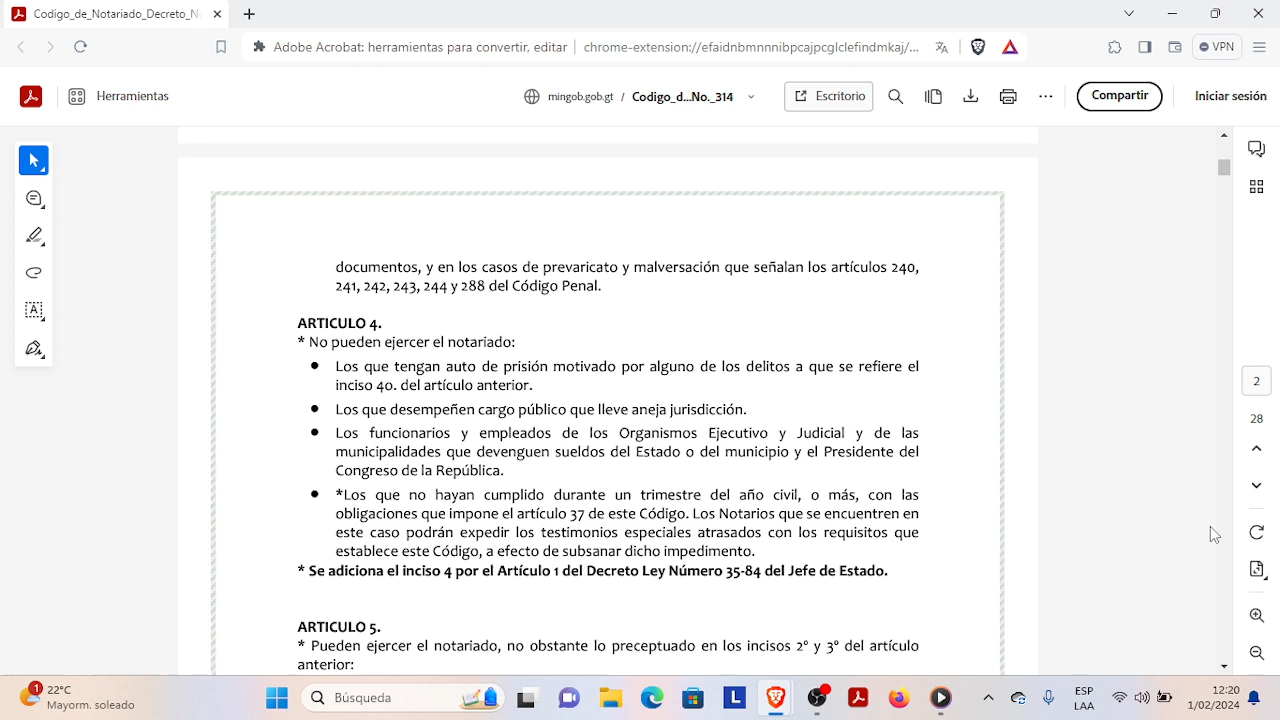 Codigo_de_Notariado_Decreto_N
Adobe Acrobat: herramientas para convertir, editar
chrome-extension://efaidnbmnnnibpcajpcglclefindmkaj/...
VPN
Herramientas
mingob.gob.gt / Codigo_d...No._314
Escritorio
Compartir
Iniciar sesión
documentos, y en los casos de prevaricato y malversación que señalan los artículos 240,
241, 242, 243, 244 y 288 del Código Penal.
ARTICULO 4.
* No pueden ejercer el notariado:
● Los que tengan auto de prisión motivado por alguno de los delitos a que se refiere el
inciso 4o. del artículo anterior.
● Los que desempeñen cargo público que lleve aneja jurisdicción.
● Los funcionarios y empleados de los Organismos Ejecutivo y Judicial y de las
municipalidades que devenguen sueldos del Estado o del municipio y el Presidente del
Congreso de la República.
● *Los que no hayan cumplido durante un trimestre del año civil, o más, con las
obligaciones que impone el artículo 37 de este Código. Los Notarios que se encuentren en
este caso podrán expedir los testimonios especiales atrasados con los requisitos que
establece este Código, a efecto de subsanar dicho impedimento.
* Se adiciona el inciso 4 por el Artículo 1 del Decreto Ley Número 35-84 del Jefe de Estado.
ARTICULO 5.
* Pueden ejercer el notariado, no obstante lo preceptuado en los incisos 2° y 3° del artículo
anterior:
2
28
1
22°C
Mayorm. soleado
Búsqueda
ESP
LAA
12:20
1/02/2024